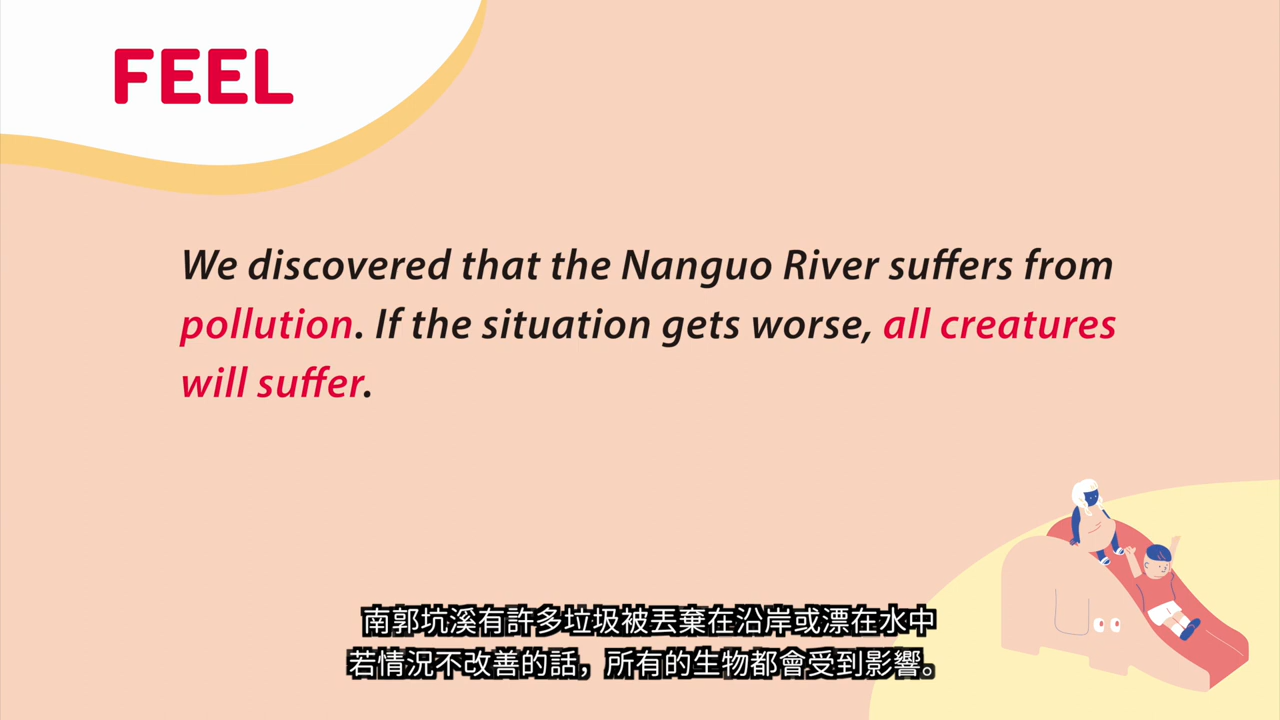 FEEL
We discovered that the Nanguo River suffers from
pollution. If the situation gets worse, all creatures
will suffer.
南郭坑溪有許多垃圾被丟棄在沿岸或漂在水中
若情況不改善的話，所有的生物都會受到影響。